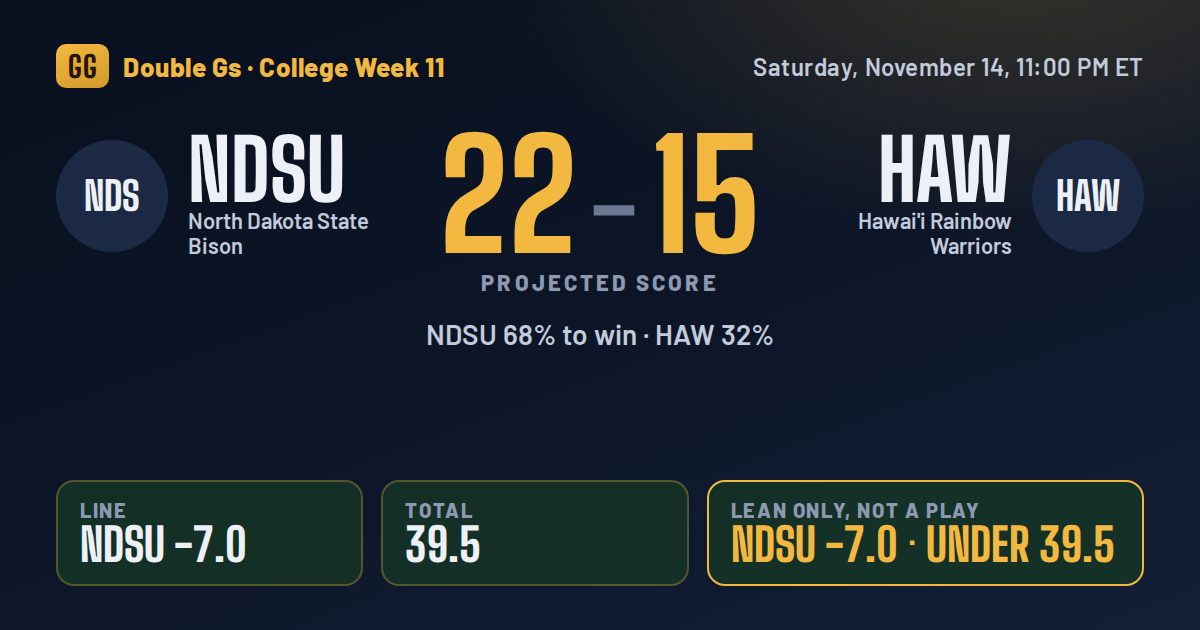 GG
Double Gs · College Week 11
Saturday, November 14, 11:00 PM ET
NDS
NDSU
North Dakota State
Bison
22 – 15
PROJECTED SCORE
NDSU 68% to win · HAW 32%
HAW
Hawai'i Rainbow
Warriors
HAW
LINE
NDSU −7.0
TOTAL
39.5
LEAN ONLY, NOT A PLAY
NDSU −7.0 · UNDER 39.5